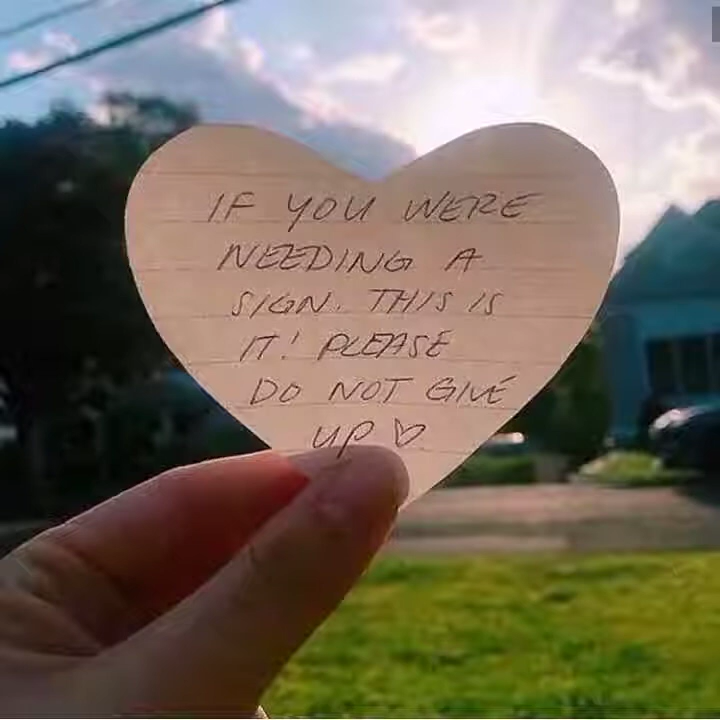 IF YOU WERE
NEEDING A
SIGN. THIS IS
IT! PLEASE
DO NOT GIVE
UP ♡